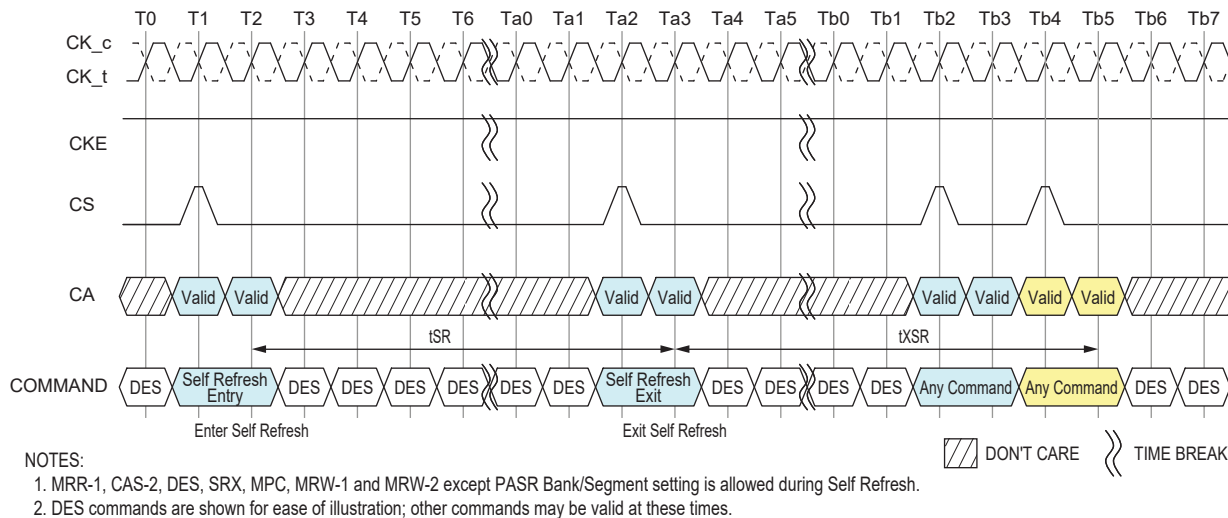 T0 T1 T2 T3 T4 T5 T6 Ta0 Ta1 Ta2 Ta3 Ta4 Ta5 Tb0 Tb1 Tb2 Tb3 Tb4 Tb5 Tb6 Tb7
CK_c
CK_t
CKE
CS
CA Valid Valid Valid Valid Valid Valid Valid Valid
tSR tXSR
COMMAND DES Self Refresh Entry DES DES DES DES DES DES Self Refresh Exit DES DES DES DES Any Command Any Command DES DES
Enter Self Refresh Exit Self Refresh
DON'T CARE TIME BREAK
NOTES:
1. MRR-1, CAS-2, DES, SRX, MPC, MRW-1 and MRW-2 except PASR Bank/Segment setting is allowed during Self Refresh.
2. DES commands are shown for ease of illustration; other commands may be valid at these times.